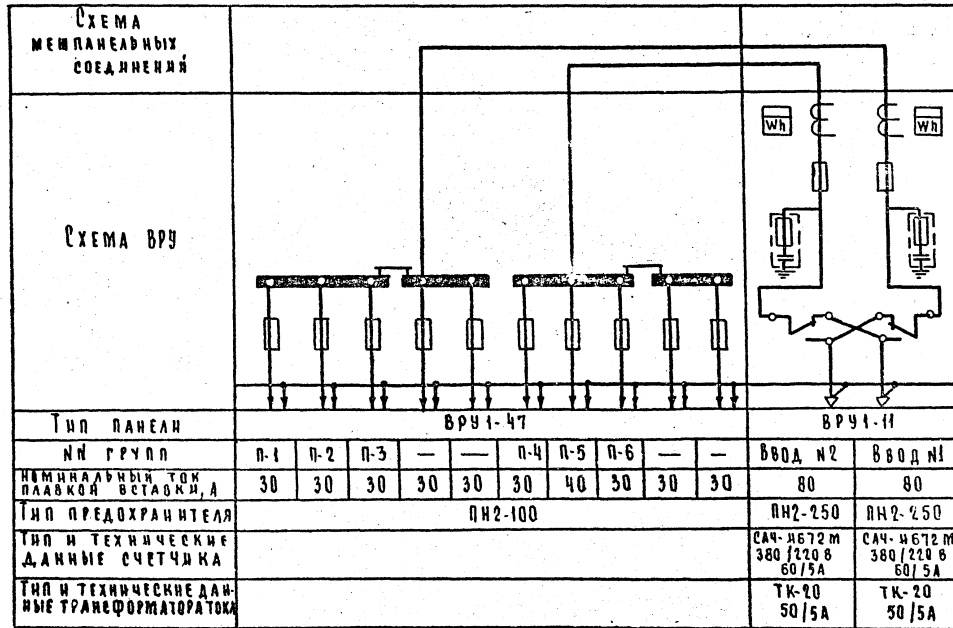 Схема
межпанельных
соединений
Wh
Wh
Схема ВРУ
Тип панели
ВРУ1-47
ВРУ1-11
NN групп
п-1
п-2
п-3
—
—
п-4
п-5
п-6
—
—
Ввод N2
Ввод N1
Номинальный ток
плавкой вставки, А
30
30
30
30
30
30
40
30
30
30
80
80
Тип предохранителя
ПН2-100
ПН2-250
ПН2-250
Тип и технические
данные счетчика
САЧ-И672М
380/220 В
60/5А
САЧ-И672М
380/220 В
60/5А
Тип и технические дан-
ные трансформатора тока
ТК-20
50/5А
ТК-20
50/5А